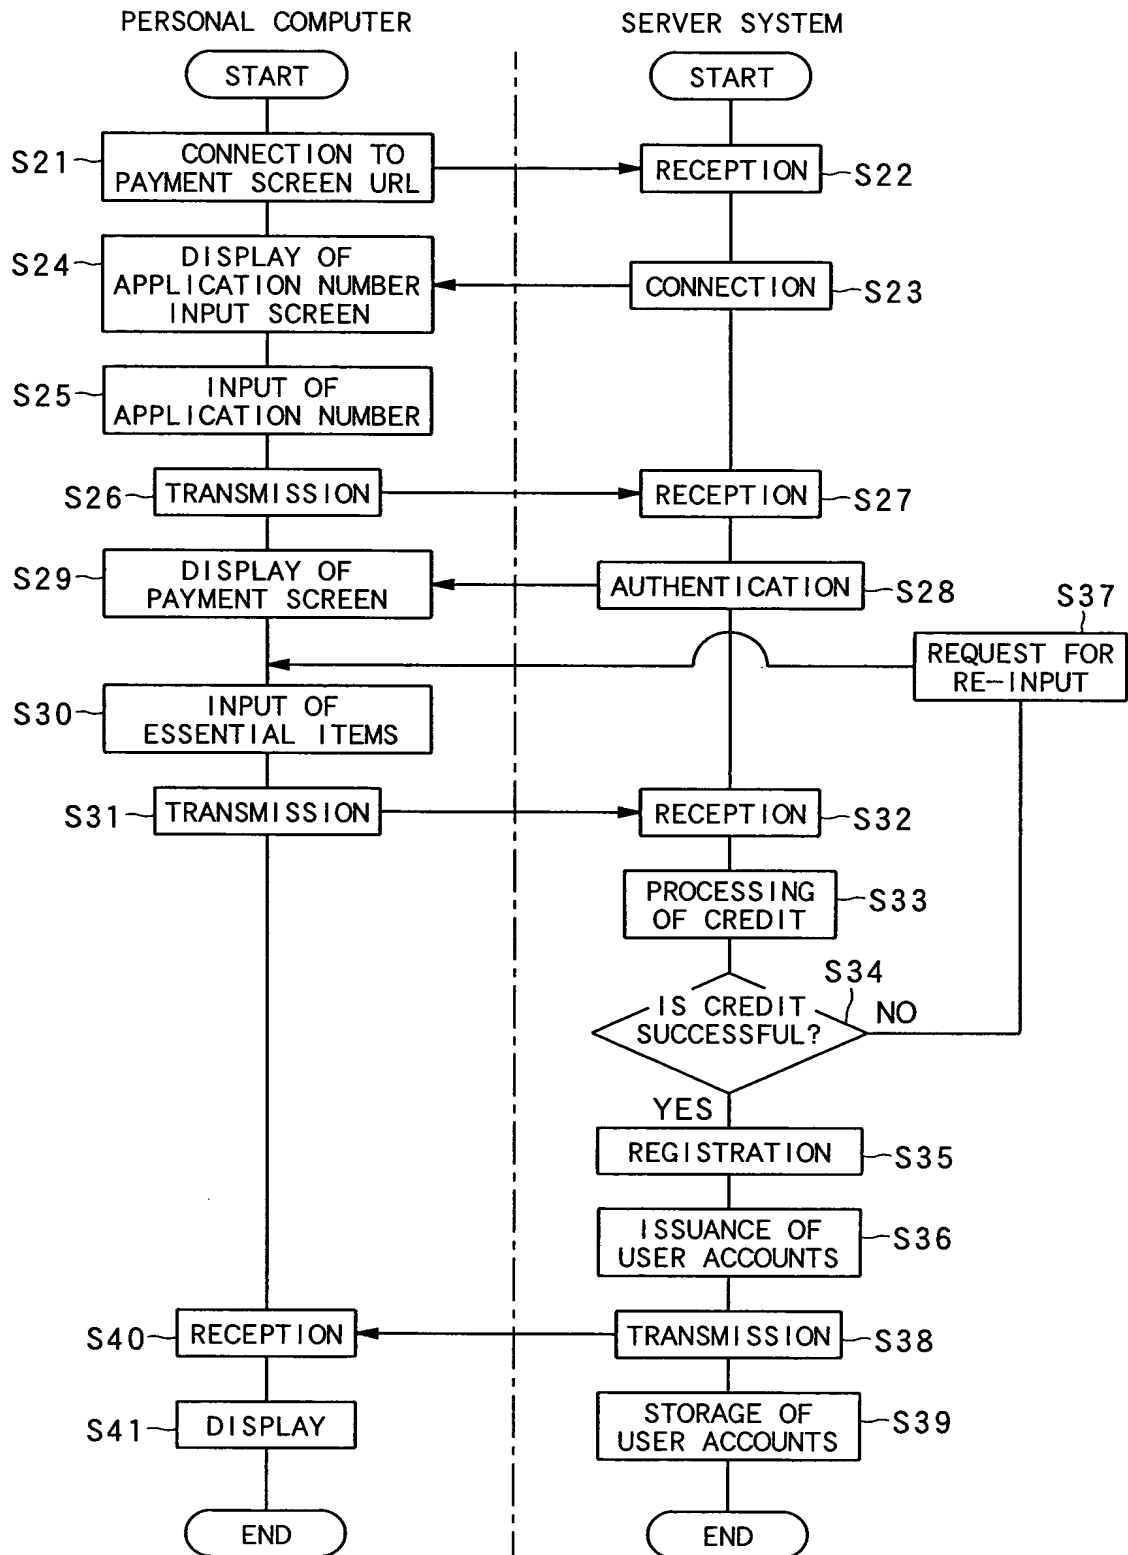 PERSONAL COMPUTER
SERVER SYSTEM
START
START
S21
CONNECTION TO
PAYMENT SCREEN URL
RECEPTION
S22
S24
DISPLAY OF
APPLICATION NUMBER
INPUT SCREEN
CONNECTION
S23
S25
INPUT OF
APPLICATION NUMBER
S26
TRANSMISSION
RECEPTION
S27
S29
DISPLAY OF
PAYMENT SCREEN
AUTHENTICATION
S28
S37
REQUEST FOR
RE-INPUT
S30
INPUT OF
ESSENTIAL ITEMS
S31
TRANSMISSION
RECEPTION
S32
PROCESSING
OF CREDIT
S33
S34
IS CREDIT
SUCCESSFUL?
NO
YES
REGISTRATION
S35
ISSUANCE OF
USER ACCOUNTS
S36
S40
RECEPTION
TRANSMISSION
S38
S41
DISPLAY
STORAGE OF
USER ACCOUNTS
S39
END
END